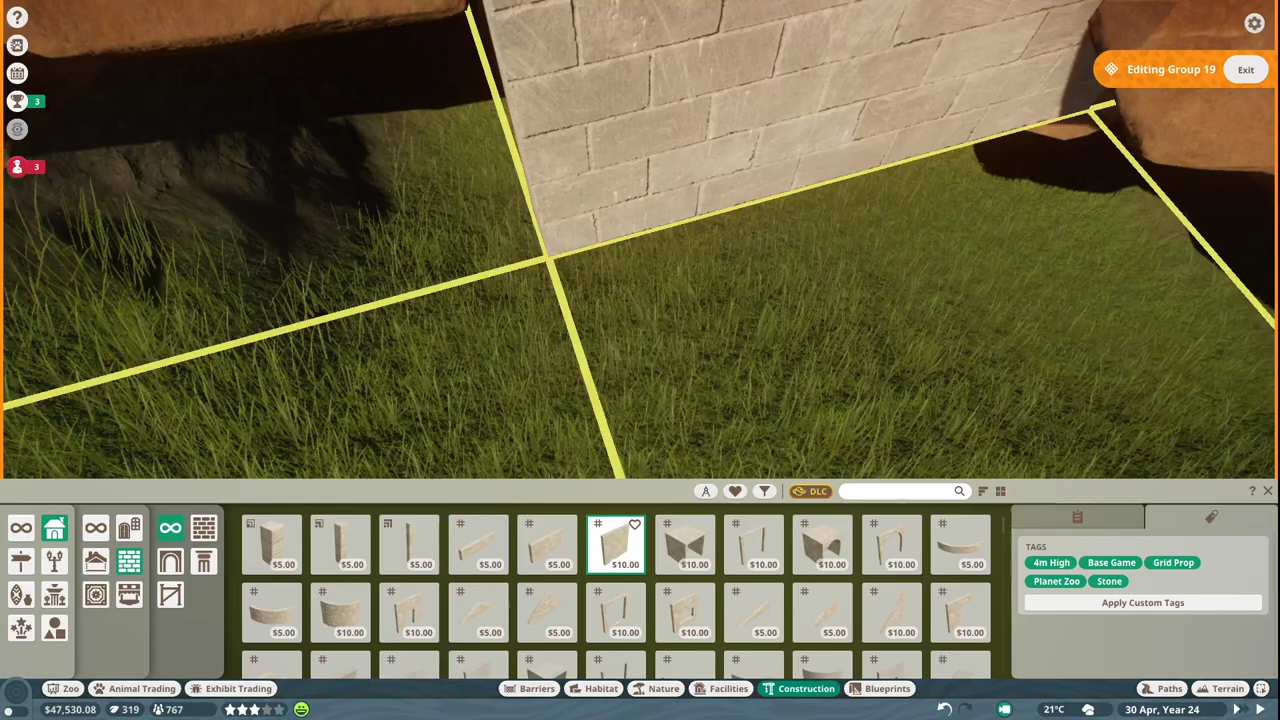 ?
Editing Group 19
Exit
3
3
DLC
?
$5.00 $5.00 $5.00 $5.00 $5.00 $10.00 $10.00 $10.00 $10.00 $10.00 $5.00
$5.00 $10.00 $10.00 $5.00 $5.00 $10.00 $10.00 $5.00 $5.00 $10.00 $10.00
TAGS
4m High Base Game Grid Prop
Planet Zoo Stone
Apply Custom Tags
Zoo Animal Trading Exhibit Trading Barriers Habitat Nature Facilities Construction Blueprints Paths Terrain
$47,530.08 319 767 21°C 30 Apr, Year 24